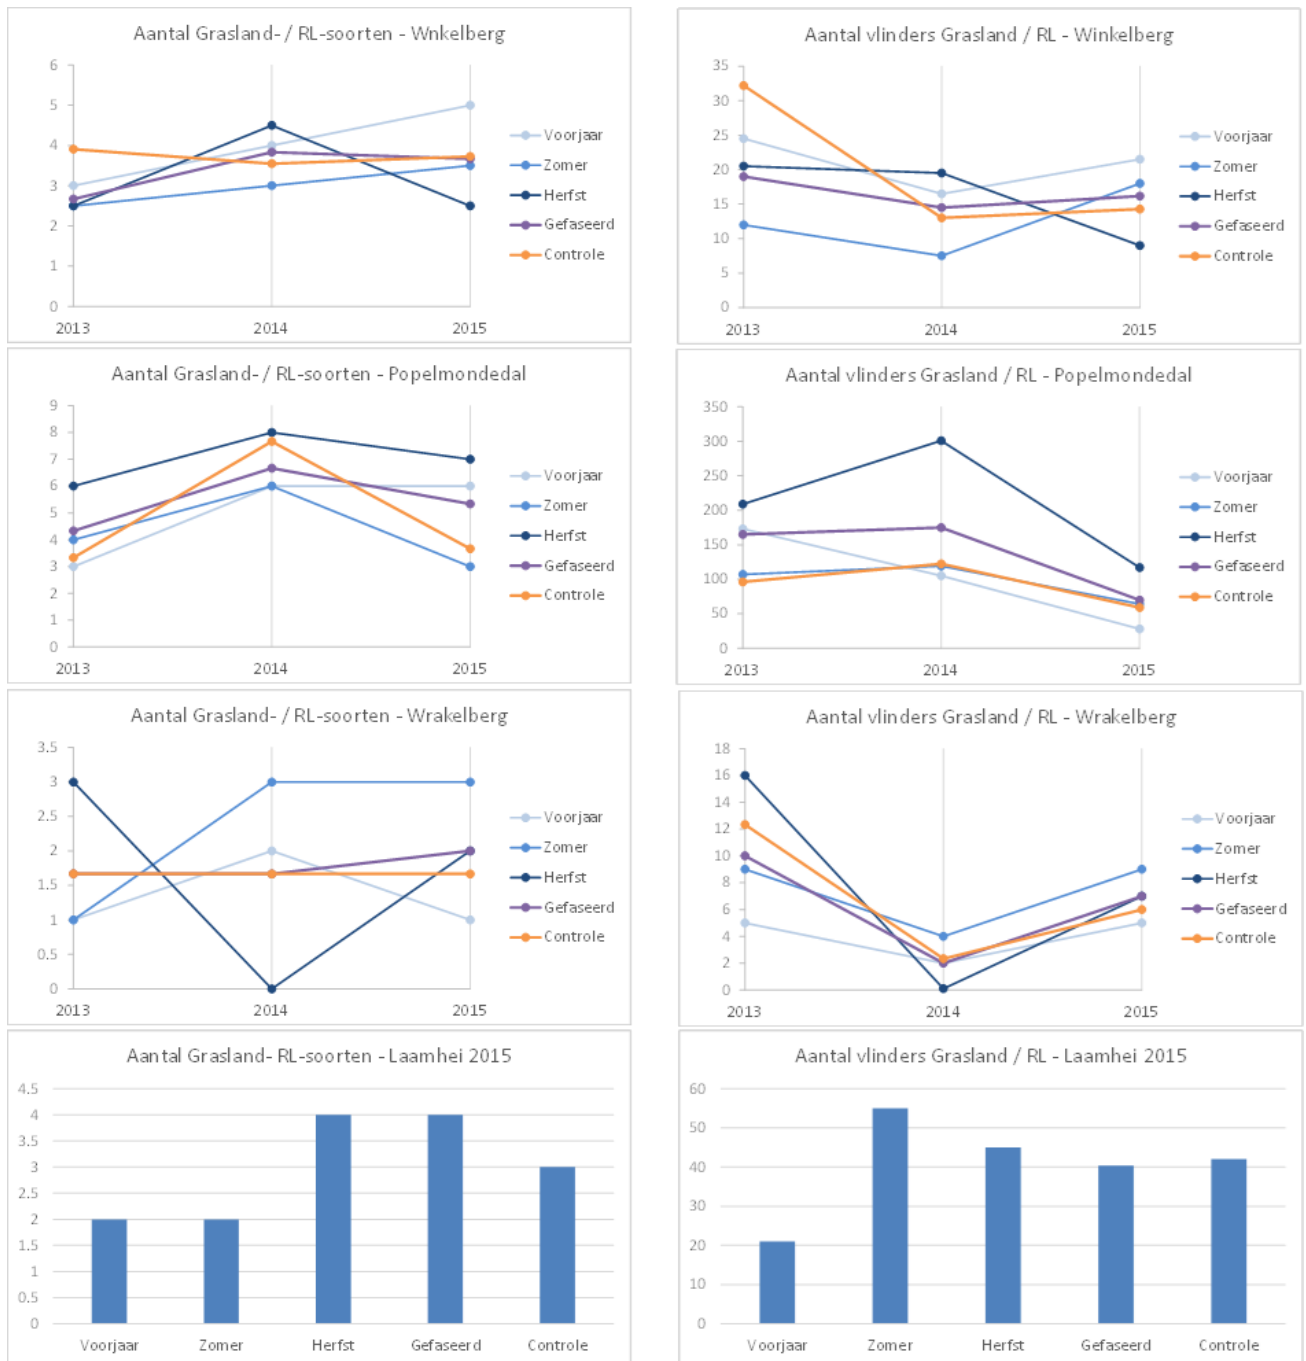 Aantal Grasland- / RL-soorten - Wnkelberg
6
5
4
3
2
1
0
2013 2014 2015
Voorjaar
Zomer
Herfst
Gefaseerd
Controle
Aantal vlinders Grasland / RL - Winkelberg
35
30
25
20
15
10
5
0
2013 2014 2015
Voorjaar
Zomer
Herfst
Gefaseerd
Controle
Aantal Grasland- / RL-soorten - Popelmondedal
9
8
7
6
5
4
3
2
1
0
2013 2014 2015
Voorjaar
Zomer
Herfst
Gefaseerd
Controle
Aantal vlinders Grasland / RL - Popelmondedal
350
300
250
200
150
100
50
0
2013 2014 2015
Voorjaar
Zomer
Herfst
Gefaseerd
Controle
Aantal Grasland- / RL-soorten - Wrakelberg
3.5
3
2.5
2
1.5
1
0.5
0
2013 2014 2015
Voorjaar
Zomer
Herfst
Gefaseerd
Controle
Aantal vlinders Grasland / RL - Wrakelberg
18
16
14
12
10
8
6
4
2
0
2013 2014 2015
Voorjaar
Zomer
Herfst
Gefaseerd
Controle
Aantal Grasland- RL-soorten - Laamhei 2015
4.5
4
3.5
3
2.5
2
1.5
1
0.5
0
Voorjaar Zomer Herfst Gefaseerd Controle
Aantal vlinders Grasland / RL - Laamhei 2015
60
50
40
30
20
10
0
Voorjaar Zomer Herfst Gefaseerd Controle